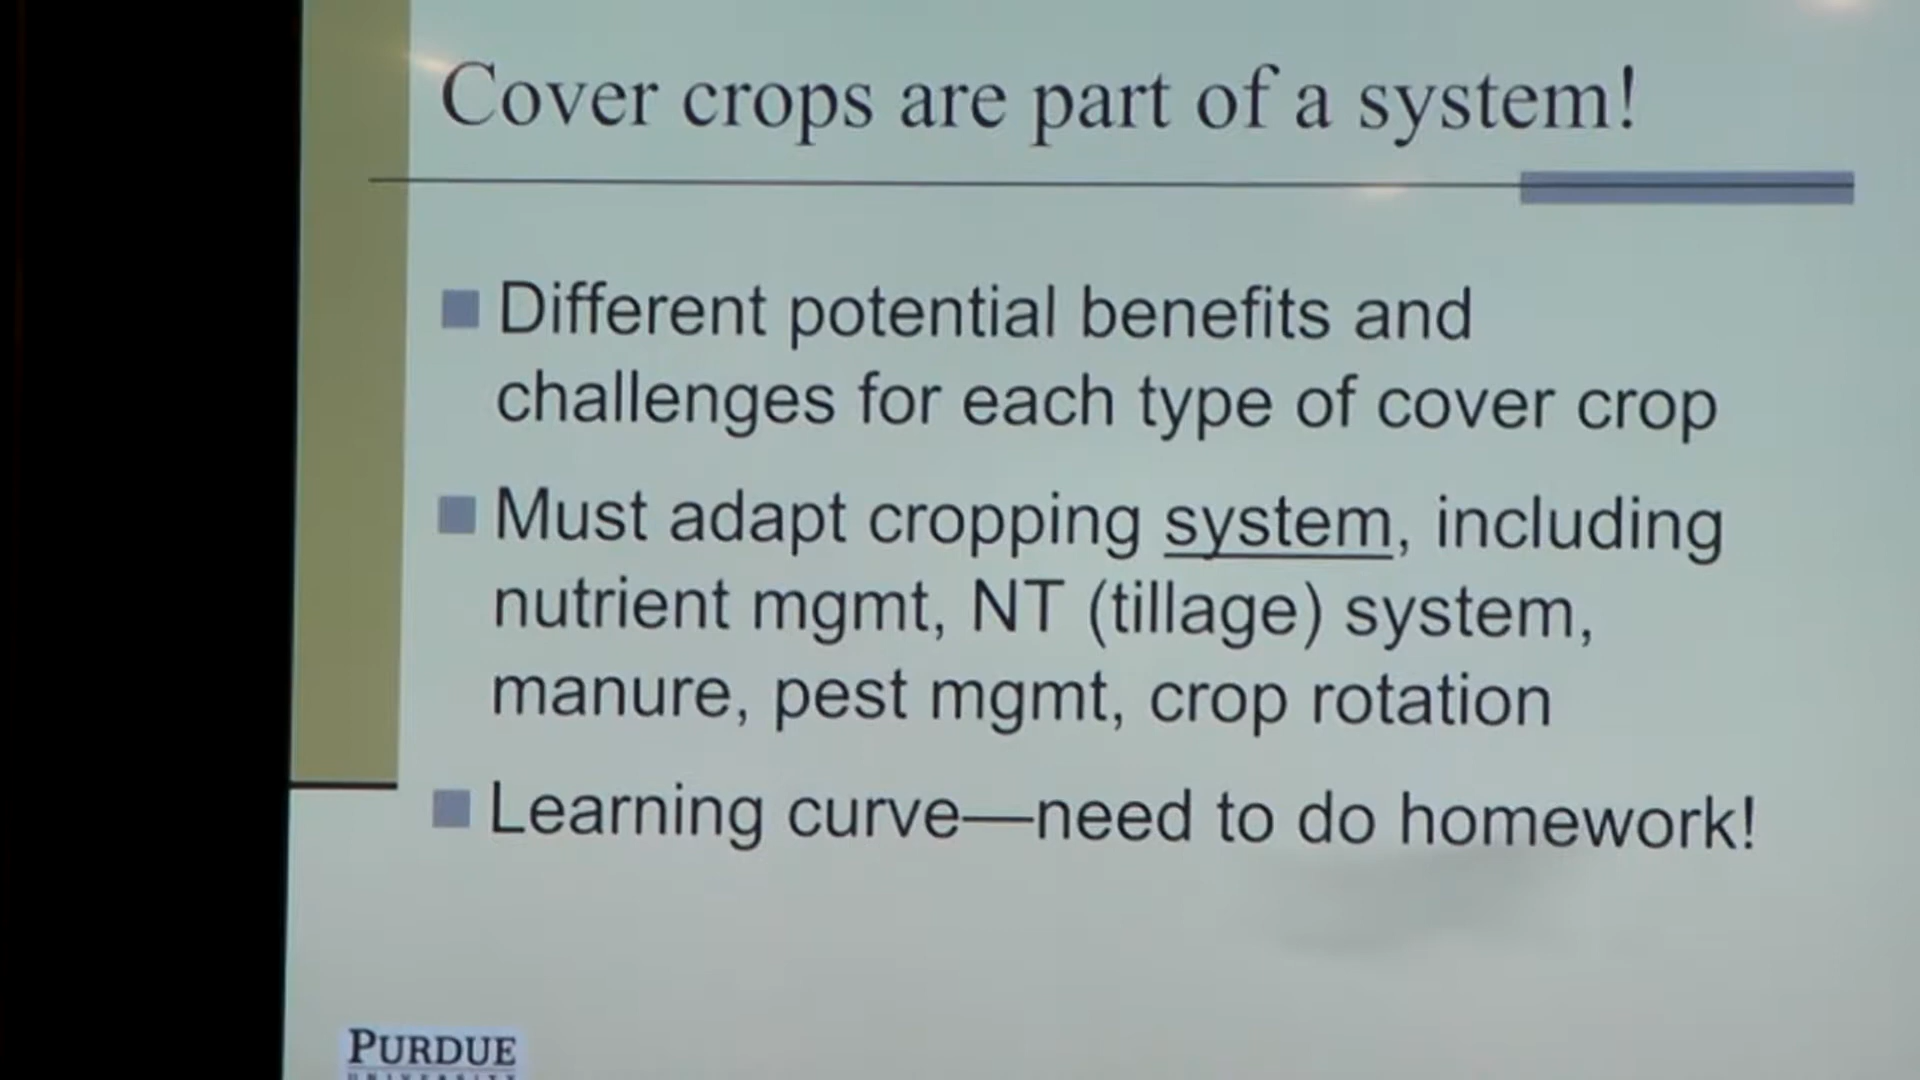 Cover crops are part of a system!
Different potential benefits and
challenges for each type of cover crop
Must adapt cropping system, including
nutrient mgmt, NT (tillage) system,
manure, pest mgmt, crop rotation
Learning curve—need to do homework!
PURDUE